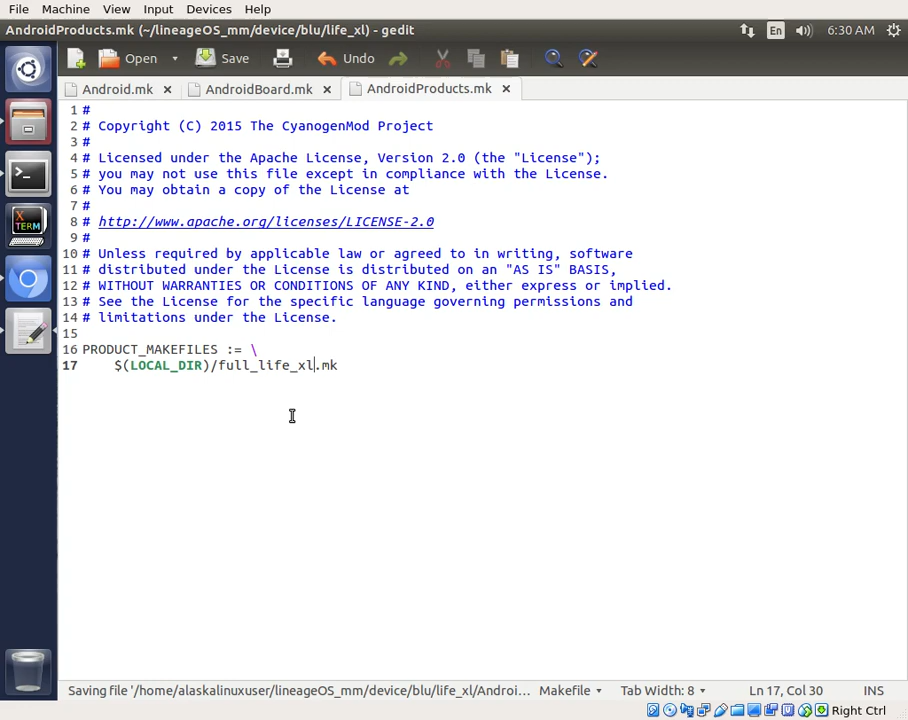 File Machine View Input Devices Help
AndroidProducts.mk (~/lineageOS_mm/device/blu/life_xl) - gedit
En 6:30 AM
Open Save Undo
Android.mk × AndroidBoard.mk × AndroidProducts.mk ×
1 #
2 # Copyright (C) 2015 The CyanogenMod Project
3 #
4 # Licensed under the Apache License, Version 2.0 (the "License");
5 # you may not use this file except in compliance with the License.
6 # You may obtain a copy of the License at
7 #
8 # http://www.apache.org/licenses/LICENSE-2.0
9 #
10 # Unless required by applicable law or agreed to in writing, software
11 # distributed under the License is distributed on an "AS IS" BASIS,
12 # WITHOUT WARRANTIES OR CONDITIONS OF ANY KIND, either express or implied.
13 # See the License for the specific language governing permissions and
14 # limitations under the License.
15
16 PRODUCT_MAKEFILES := \
17 $(LOCAL_DIR)/full_life_xl.mk
X TERM
Saving file '/home/alaskalinuxuser/lineageOS_mm/device/blu/life_xl/Androi... Makefile Tab Width: 8 Ln 17, Col 30 INS
Right Ctrl